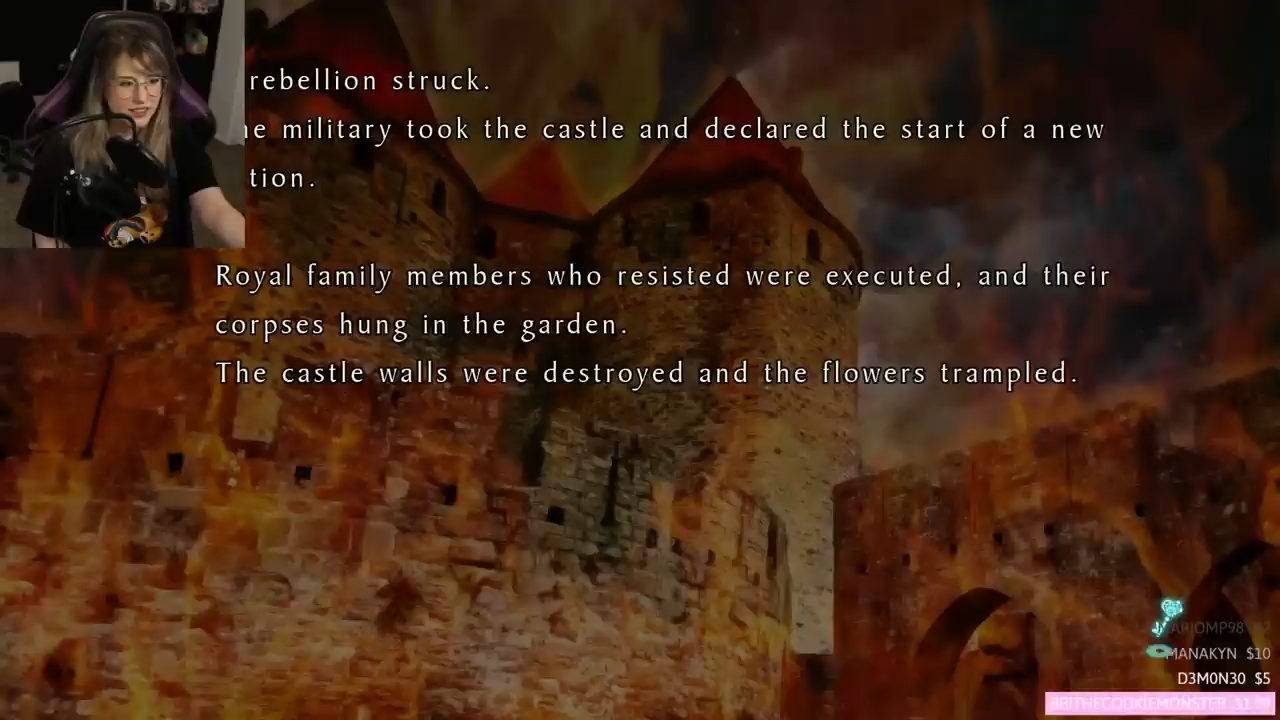 rebellion struck.
military took the castle and declared the start of a new
Royal family members who resisted were executed, and their
corpses hung in the garden.
The castle walls were destroyed and the flowers trampled.
MANAKYN $10
D3M0N30 $5